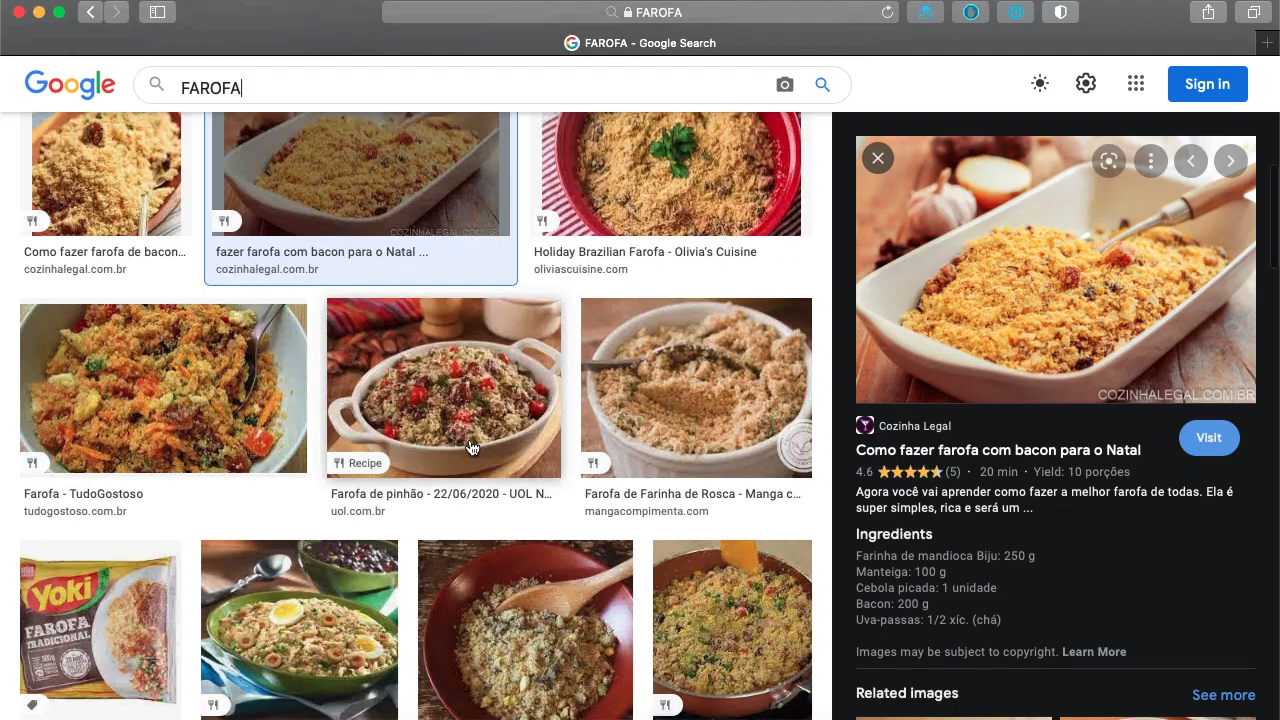 FAROFA
FAROFA - Google Search
Google
FAROFA
Sign in
Como fazer farofa de bacon...
cozinhalegal.com.br
COZINHALEGAL.COM.BR
fazer farofa com bacon para o Natal ...
cozinhalegal.com.br
Holiday Brazilian Farofa - Olivia's Cuisine
oliviascuisine.com
Farofa - TudoGostoso
tudogostoso.com.br
Recipe
Farofa de pinhão - 22/06/2020 - UOL N...
uol.com.br
Farofa de Farinha de Rosca - Manga c...
mangacompimenta.com
Yoki
FAROFA
TRADICIONAL
COZINHALEGAL.COM.BR
Cozinha Legal
Como fazer farofa com bacon para o Natal
Visit
4.6 ★★★★★ (5) · 20 min · Yield: 10 porções
Agora você vai aprender como fazer a melhor farofa de todas. Ela é
super simples, rica e será um ...
Ingredients
Farinha de mandioca Biju: 250 g
Manteiga: 100 g
Cebola picada: 1 unidade
Bacon: 200 g
Uva-passas: 1/2 xíc. (chá)
Images may be subject to copyright. Learn More
Related images
See more